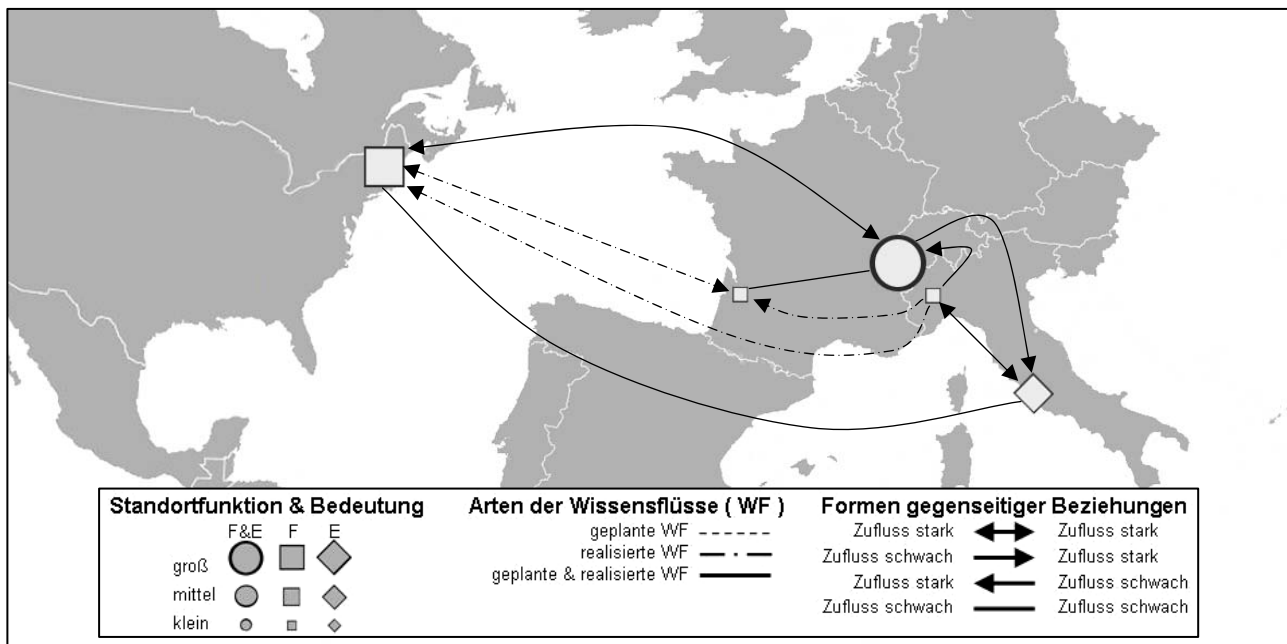 Standortfunktion & Bedeutung
F&E F E
groß
mittel
klein
Arten der Wissensflüsse ( WF )
geplante WF
realisierte WF
geplante & realisierte WF
Formen gegenseitiger Beziehungen
Zufluss stark Zufluss stark
Zufluss schwach Zufluss stark
Zufluss stark Zufluss schwach
Zufluss schwach Zufluss schwach